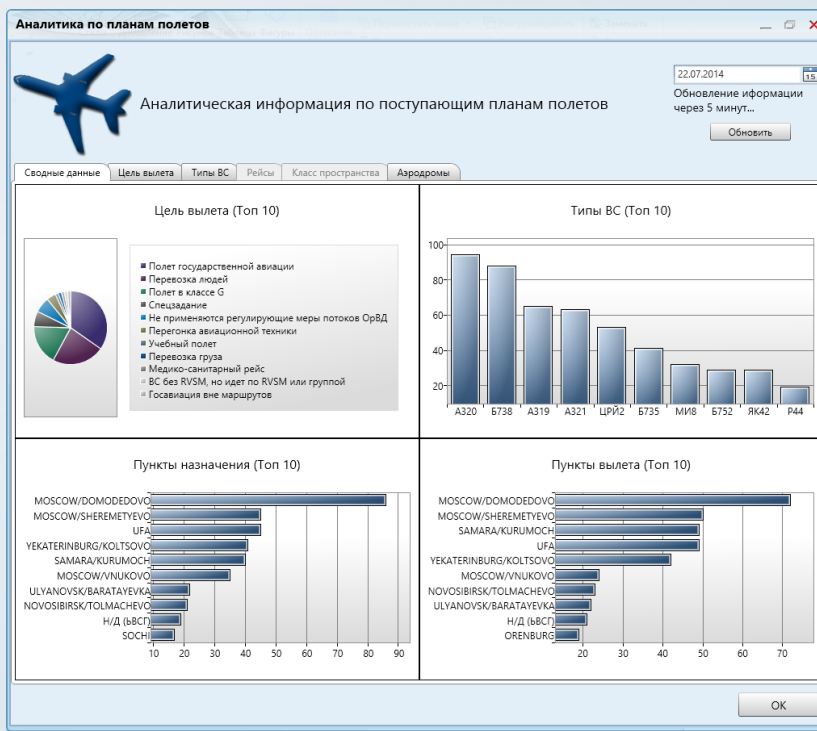 Аналитика по планам полетов
22.07.2014
15
Аналитическая информация по поступающим планам полетов
Обновление иформации
через 5 минут...
Обновить
Сводные данные
Цель вылета
Типы ВС
Рейсы
Класс пространства
Аэродромы
Цель вылета (Топ 10)
Полет государственной авиации
Перевозка людей
Полет в классе G
Спецзадание
Не применяются регулирующие меры потоков ОрВД
Перегонка авиационной техники
Учебный полет
Перевозка груза
Медико-санитарный рейс
ВС без RVSM, но идет по RVSM или группой
Госавиация вне маршрутов
Типы ВС (Топ 10)
100
80
60
40
20
А320 Б738 А319 А321 ЦРЙ2 Б735 МИ8 Б752 ЯК42 Р44
Пункты назначения (Топ 10)
MOSCOW/DOMODEDOVO
MOSCOW/SHEREMETYEVO
UFA
YEKATERINBURG/KOLTSOVO
SAMARA/KURUMOCH
MOSCOW/VNUKOVO
ULYANOVSK/BARATAYEVKA
NOVOSIBIRSK/TOLMACHEVO
Н/Д (ЬВСГ)
SOCHI
10 20 30 40 50 60 70 80 90
Пункты вылета (Топ 10)
MOSCOW/DOMODEDOVO
MOSCOW/SHEREMETYEVO
SAMARA/KURUMOCH
UFA
YEKATERINBURG/KOLTSOVO
MOSCOW/VNUKOVO
NOVOSIBIRSK/TOLMACHEVO
ULYANOVSK/BARATAYEVKA
Н/Д (ЬВСГ)
ORENBURG
20 30 40 50 60 70
OK